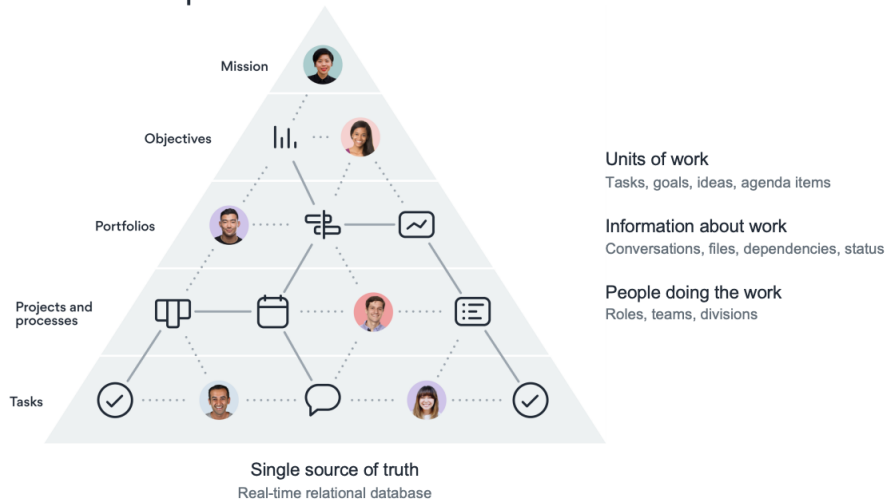 Mission
Objectives
Portfolios
Projects and
processes
Tasks
Units of work
Tasks, goals, ideas, agenda items
Information about work
Conversations, files, dependencies, status
People doing the work
Roles, teams, divisions
Single source of truth
Real-time relational database